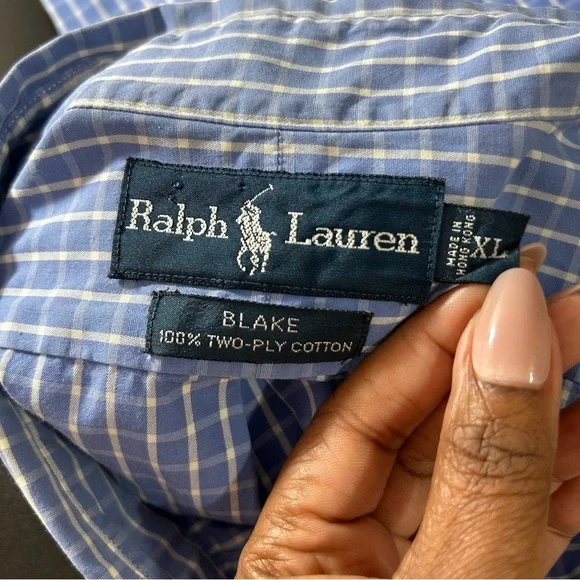 Ralph Lauren
MADE IN
HONG KONG
XL
BLAKE
100% TWO-PLY COTTON